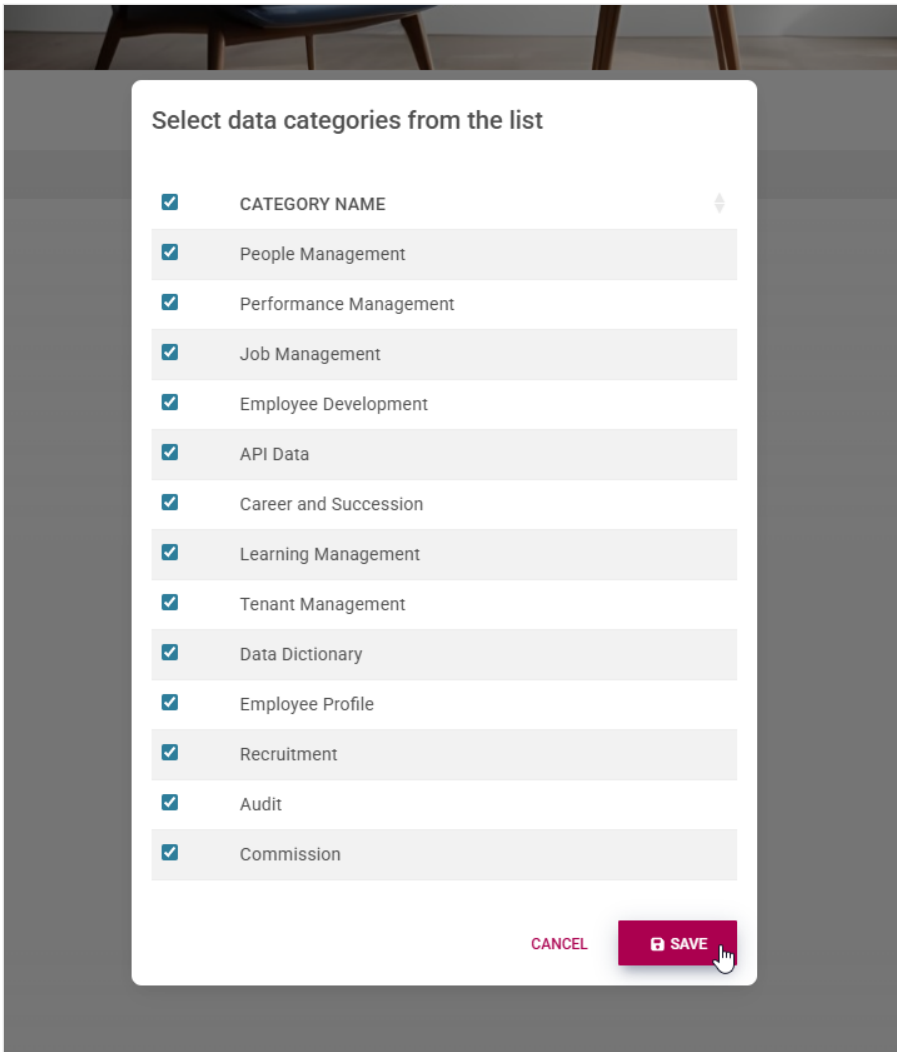 Select data categories from the list
CATEGORY NAME
People Management
Performance Management
Job Management
Employee Development
API Data
Career and Succession
Learning Management
Tenant Management
Data Dictionary
Employee Profile
Recruitment
Audit
Commission
CANCEL SAVE